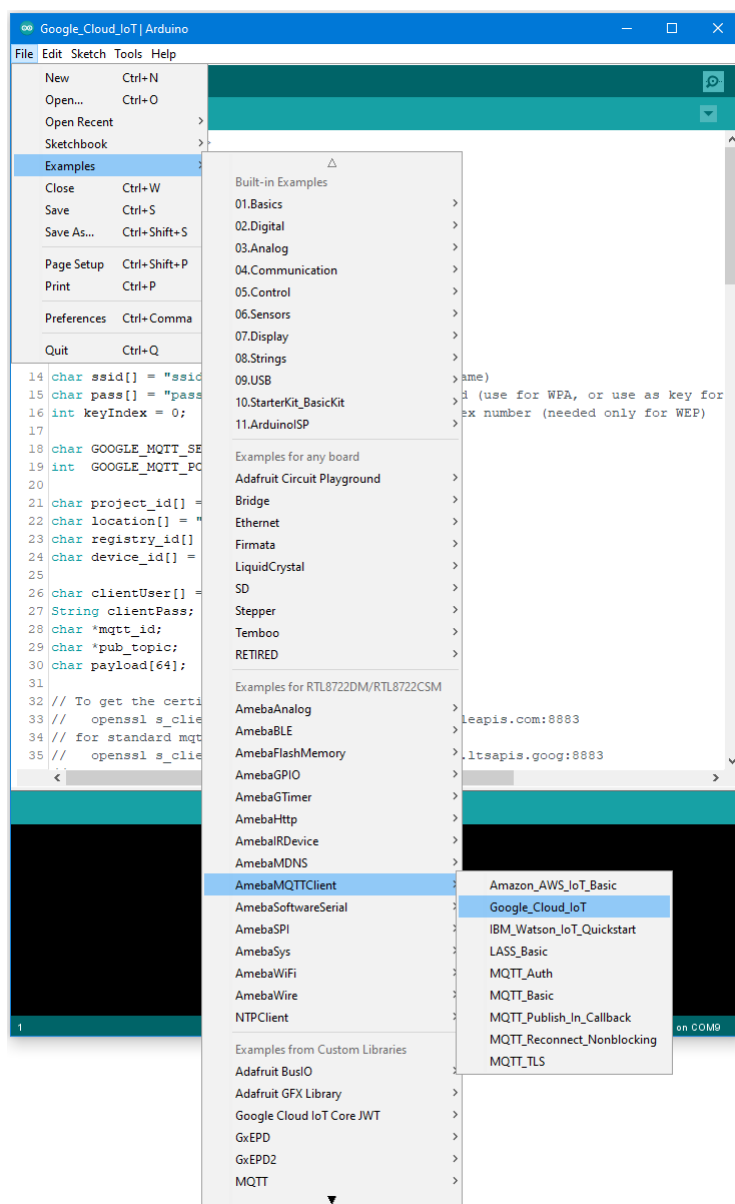 Google_Cloud_IoT | Arduino
File Edit Sketch Tools Help
New Ctrl+N
Open... Ctrl+O
Open Recent
Sketchbook
Examples
Close Ctrl+W
Save Ctrl+S
Save As... Ctrl+Shift+S
Page Setup Ctrl+Shift+P
Print Ctrl+P
Preferences Ctrl+Comma
Quit Ctrl+Q
Built-in Examples
01.Basics
02.Digital
03.Analog
04.Communication
05.Control
06.Sensors
07.Display
08.Strings
09.USB
10.StarterKit_BasicKit
11.ArduinoISP
Examples for any board
Adafruit Circuit Playground
Bridge
Ethernet
Firmata
LiquidCrystal
SD
Stepper
Temboo
RETIRED
Examples for RTL8722DM/RTL8722CSM
AmebaAnalog
AmebaBLE
AmebaFlashMemory
AmebaGPIO
AmebaGTimer
AmebaHttp
AmebaIRDevice
AmebaMDNS
AmebaMQTTClient
AmebaSoftwareSerial
AmebaSPI
AmebaSys
AmebaWiFi
AmebaWire
NTPClient
Examples from Custom Libraries
Adafruit BusIO
Adafruit GFX Library
Google Cloud IoT Core JWT
GxEPD
GxEPD2
MQTT
Amazon_AWS_IoT_Basic
Google_Cloud_IoT
IBM_Watson_IoT_Quickstart
LASS_Basic
MQTT_Auth
MQTT_Basic
MQTT_Publish_In_Callback
MQTT_Reconnect_Nonblocking
MQTT_TLS
14 char ssid[] = "ssid ame)
15 char pass[] = "pass d (use for WPA, or use as key for
16 int keyIndex = 0; ex number (needed only for WEP)
17
18 char GOOGLE_MQTT_SE
19 int GOOGLE_MQTT_PO
20
21 char project_id[] =
22 char location[] = "
23 char registry_id[]
24 char device_id[] =
25
26 char clientUser[] =
27 String clientPass;
28 char *mqtt_id;
29 char *pub_topic;
30 char payload[64];
31
32 // To get the certi
33 // openssl s_clie leapis.com:8883
34 // for standard mqt
35 // openssl s_clie .ltsapis.goog:8883
1 on COM9